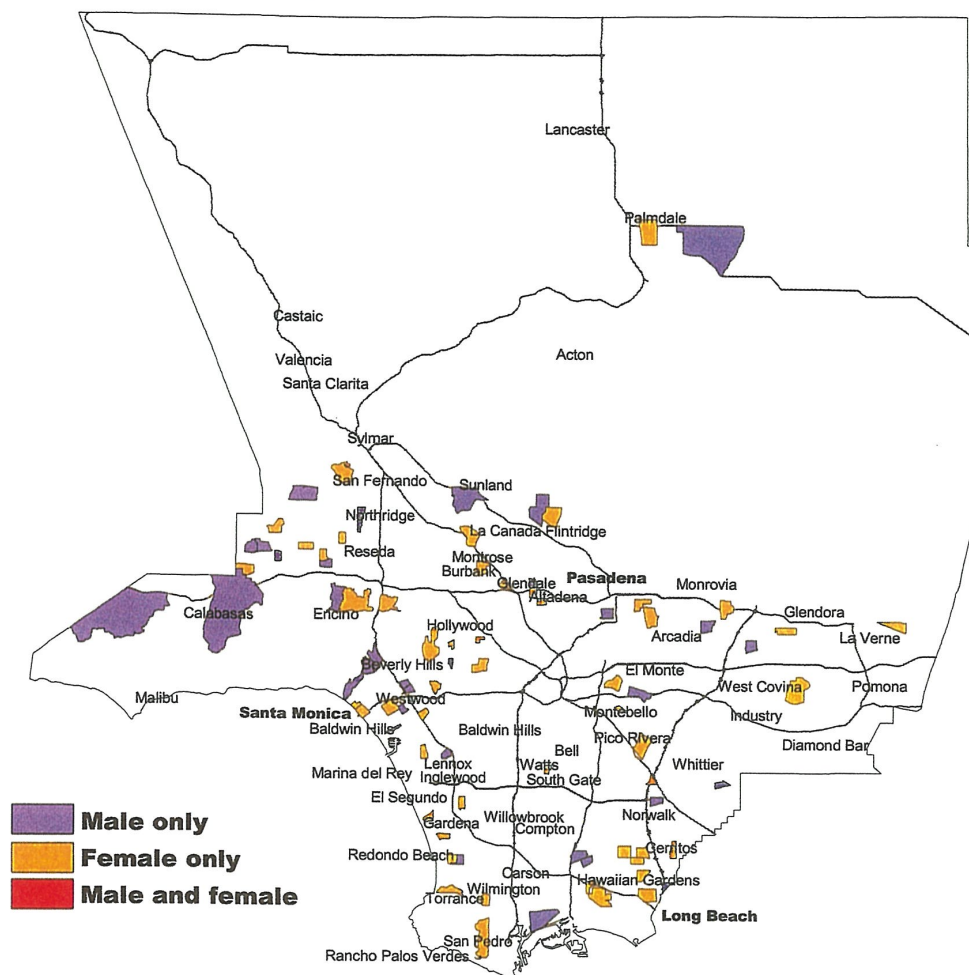 Lancaster
Palmdale
Castaic
Acton
Valencia
Santa Clarita
Sylmar
San Fernando
Sunland
Northridge
La Canada Flintridge
Reseda
Montrose
Burbank
Glendale
Pasadena
Monrovia
Altadena
Calabasas
Encino
Glendora
Hollywood
Arcadia
La Verne
Beverly Hills
El Monte
West Covina
Pomona
Malibu
Westwood
Santa Monica
Montebello
Industry
Baldwin Hills
Baldwin Hills
Pico Rivera
Diamond Bar
Bell
Marina del Rey
Lennox
Watts
Whittier
Inglewood
South Gate
El Segundo
Willowbrook
Norwalk
Gardena
Compton
Redondo Beach
Cerritos
Carson
Hawaiian Gardens
Wilmington
Torrance
Long Beach
San Pedro
Rancho Palos Verdes
Male only
Female only
Male and female